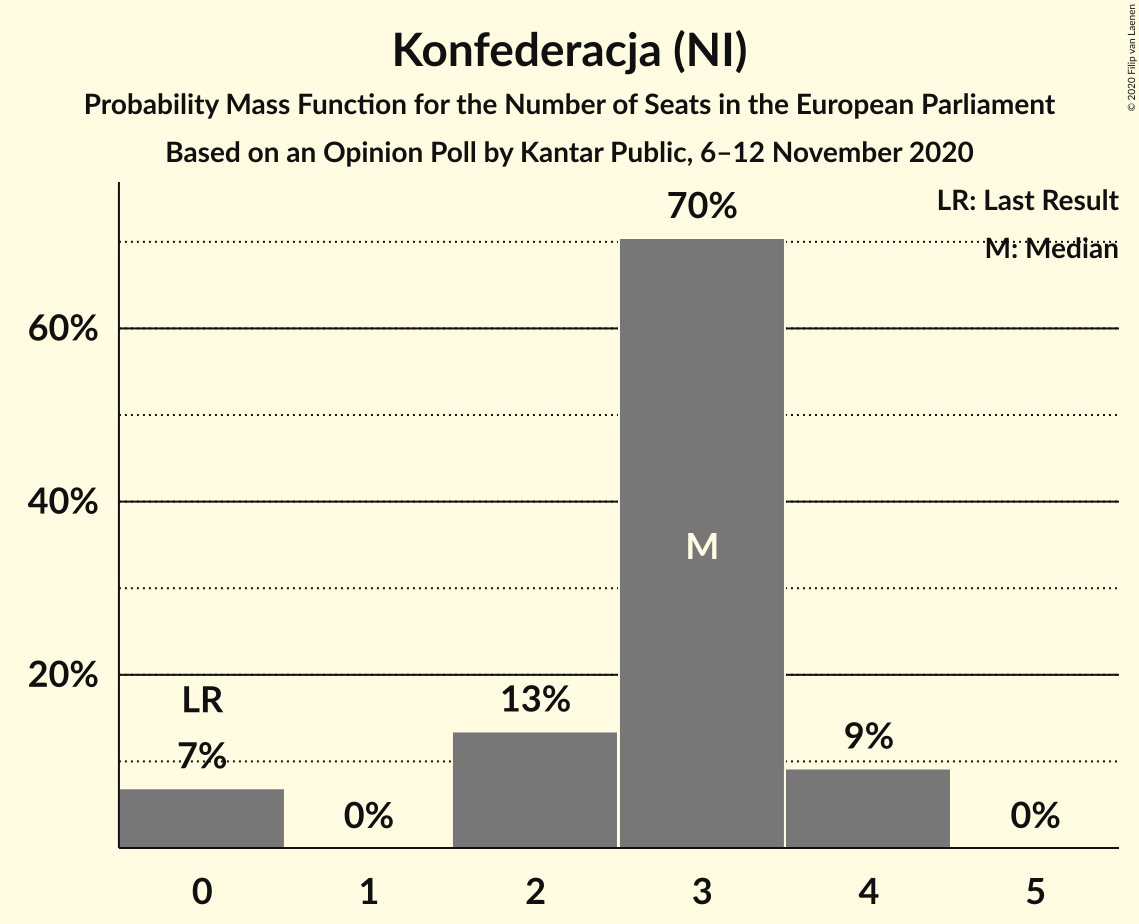 Konfederacja (NI)
Probability Mass Function for the Number of Seats in the European Parliament
Based on an Opinion Poll by Kantar Public, 6–12 November 2020
© 2020 Filip van Laenen
LR: Last Result
M: Median
70%
60%
40%
M
20%
LR
7%
0%
13%
9%
0%
0 1 2 3 4 5